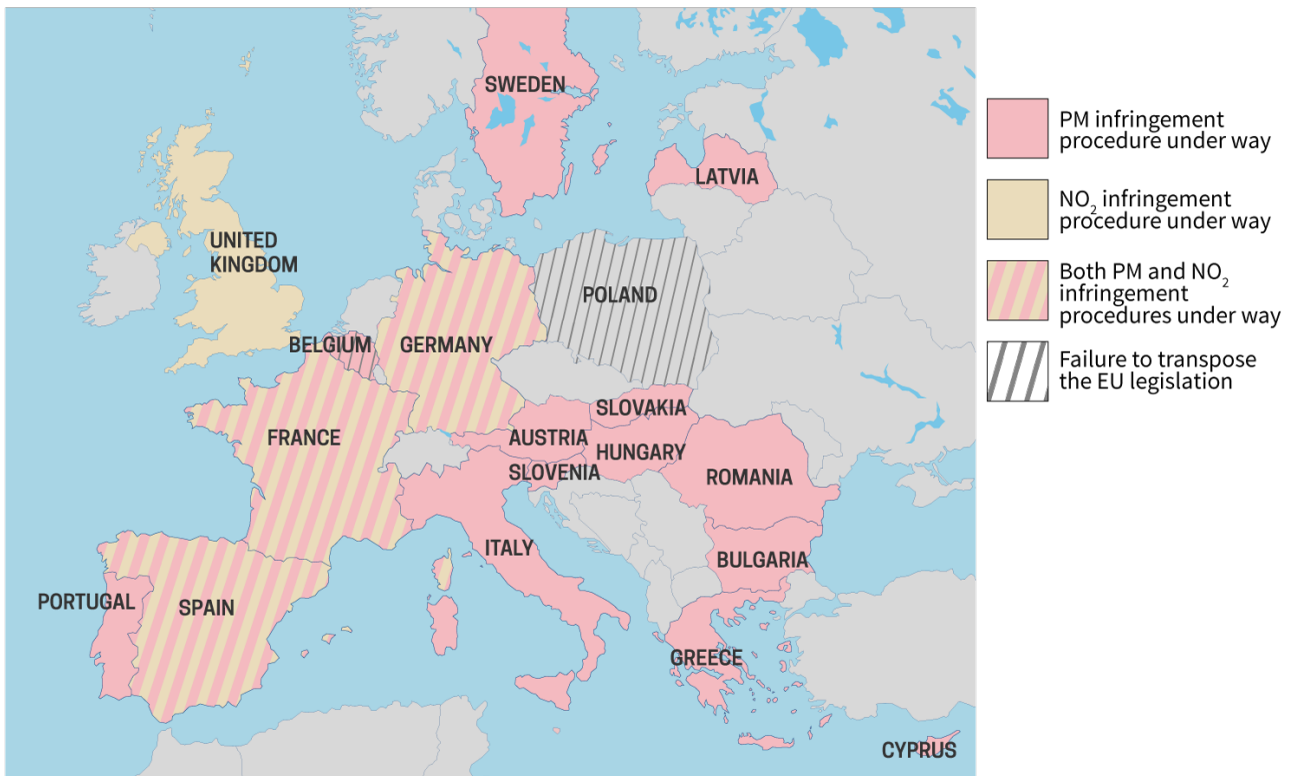 SWEDEN
LATVIA
UNITED
KINGDOM
POLAND
BELGIUM
GERMANY
SLOVAKIA
FRANCE
AUSTRIA
HUNGARY
SLOVENIA
ROMANIA
ITALY
BULGARIA
PORTUGAL
SPAIN
GREECE
CYPRUS
PM infringement
procedure under way
NO₂ infringement
procedure under way
Both PM and NO₂
infringement
procedures under way
Failure to transpose
the EU legislation